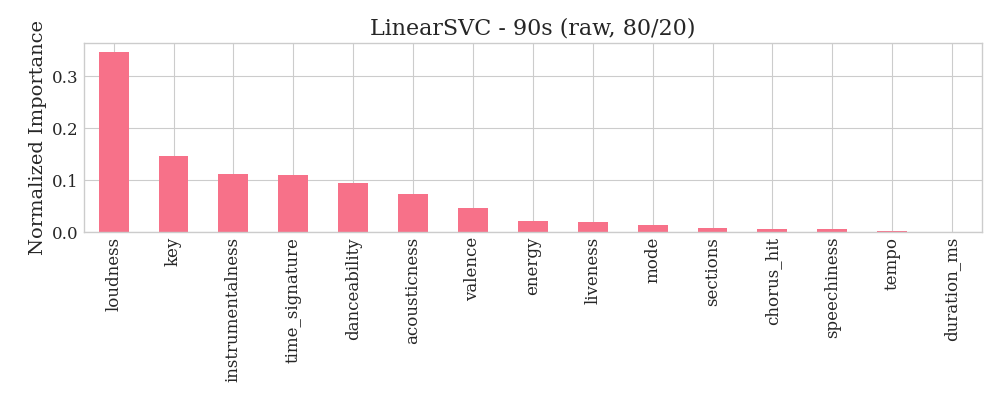 LinearSVC - 90s (raw, 80/20)
Normalized Importance
0.3
0.2
0.1
0.0
loudness
key
instrumentalness
time_signature
danceability
acousticness
valence
energy
liveness
mode
sections
chorus_hit
speechiness
tempo
duration_ms